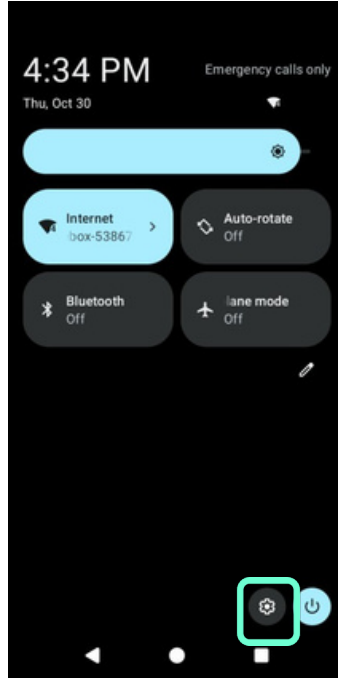 4:34 PM
Emergency calls only
Thu, Oct 30
Internet
box-53867
Auto-rotate
Off
Bluetooth
Off
lane mode
Off